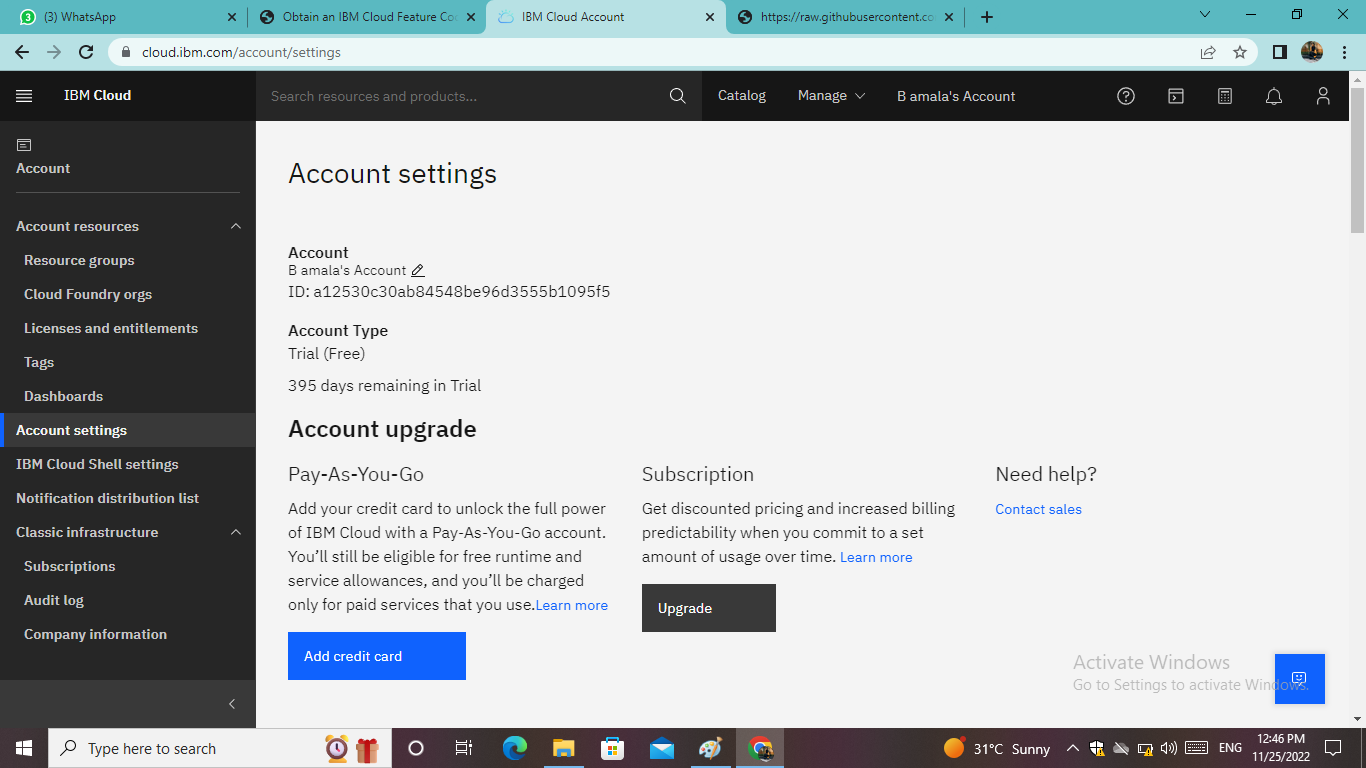 (3) WhatsApp
Obtain an IBM Cloud Feature Coc
IBM Cloud Account
https://raw.githubusercontent.co
cloud.ibm.com/account/settings
IBM Cloud
Search resources and products...
Catalog
Manage
B amala's Account
Account
Account resources
Resource groups
Cloud Foundry orgs
Licenses and entitlements
Tags
Dashboards
Account settings
IBM Cloud Shell settings
Notification distribution list
Classic infrastructure
Subscriptions
Audit log
Company information
Account settings
Account
B amala's Account
ID: a12530c30ab84548be96d3555b1095f5
Account Type
Trial (Free)
395 days remaining in Trial
Account upgrade
Pay-As-You-Go
Add your credit card to unlock the full power
of IBM Cloud with a Pay-As-You-Go account.
You’ll still be eligible for free runtime and
service allowances, and you’ll be charged
only for paid services that you use.Learn more
Add credit card
Subscription
Get discounted pricing and increased billing
predictability when you commit to a set
amount of usage over time. Learn more
Upgrade
Need help?
Contact sales
Activate Windows
Go to Settings to activate Windows.
Type here to search
31°C Sunny
ENG
12:46 PM
11/25/2022